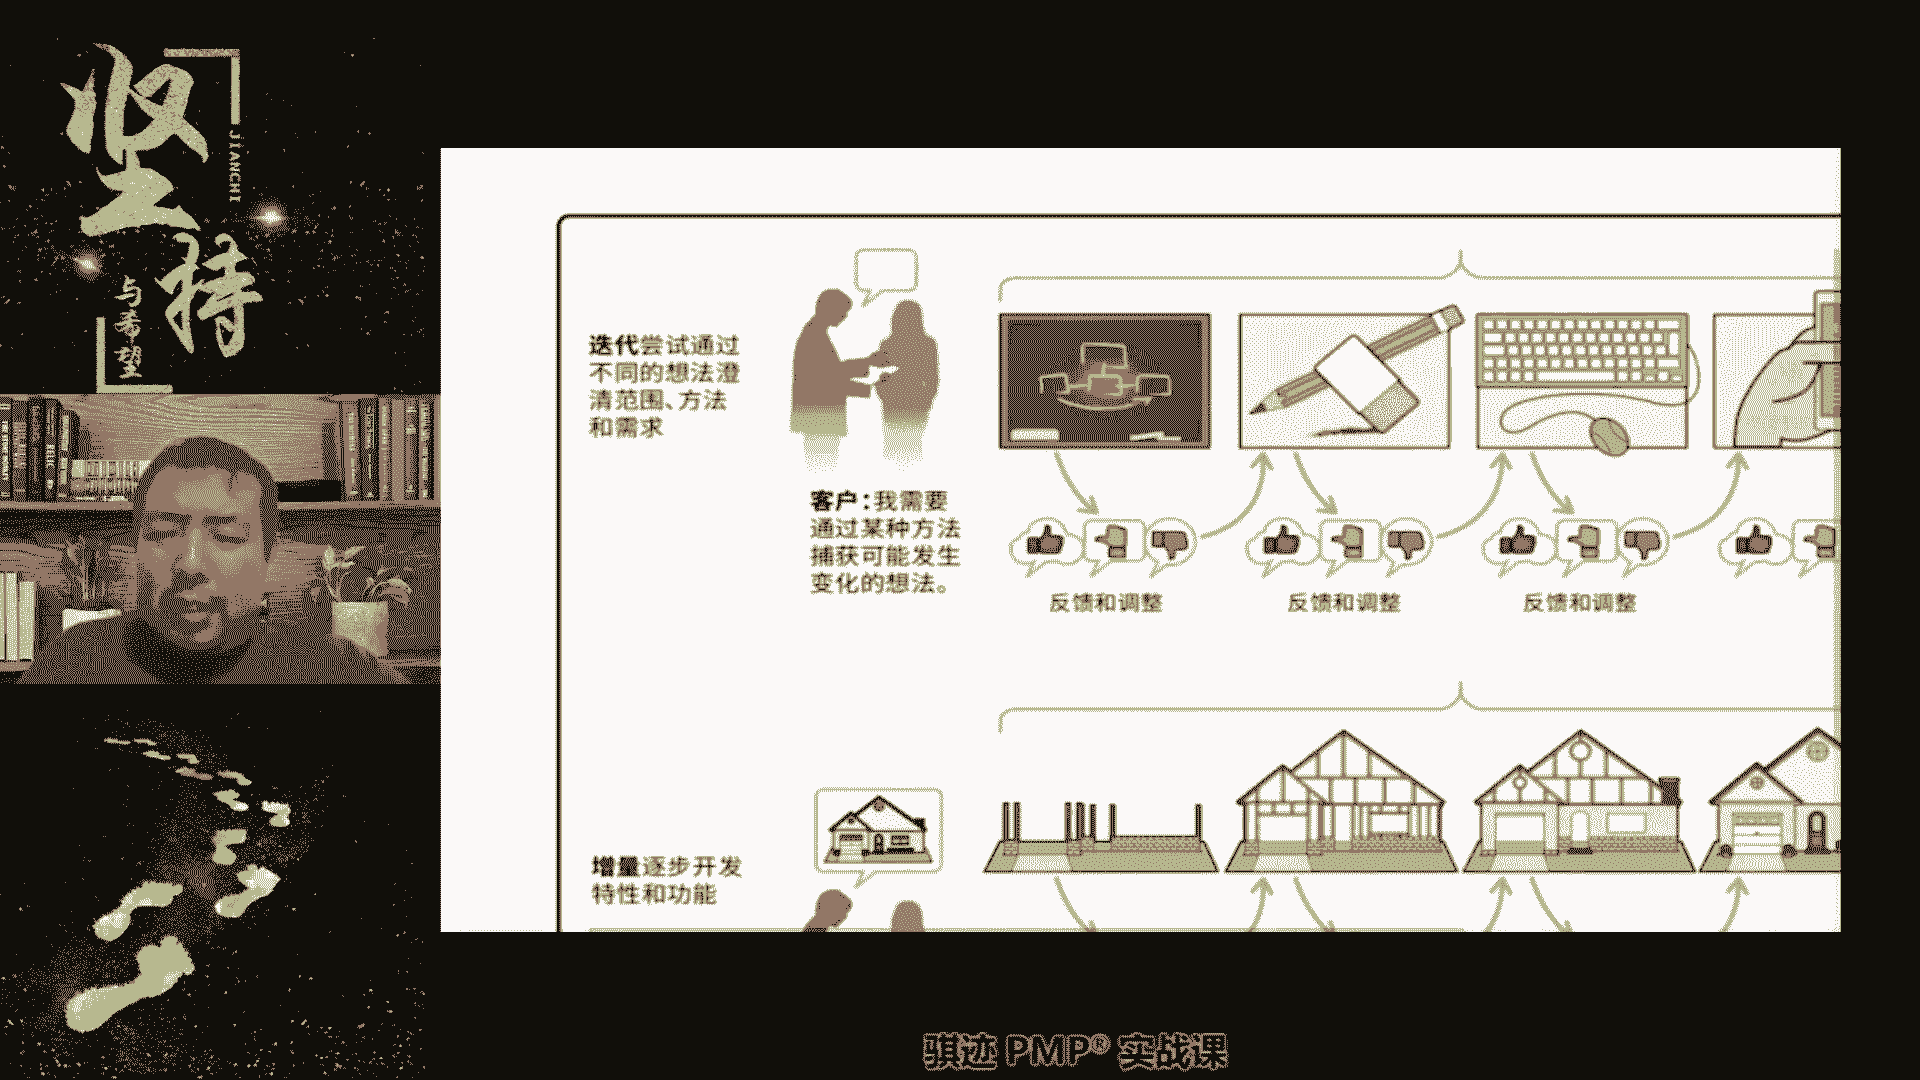 坚持
JIANCHI
与希望
迭代尝试通过
不同的想法澄
清范围、方法
和需求
客户：我需要
通过某种方法
捕获可能发生
变化的想法。
反馈和调整
反馈和调整
反馈和调整
增量逐步开发
特性和功能
骐迹 PMP® 实战课